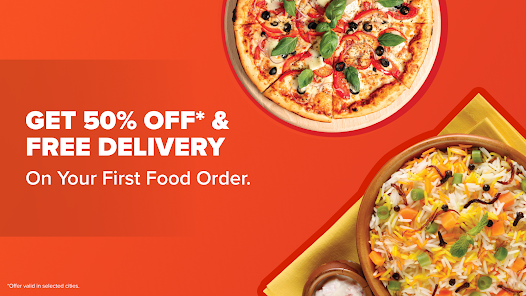 GET 50% OFF* &
FREE DELIVERY
On Your First Food Order.
*Offer valid in selected cities.